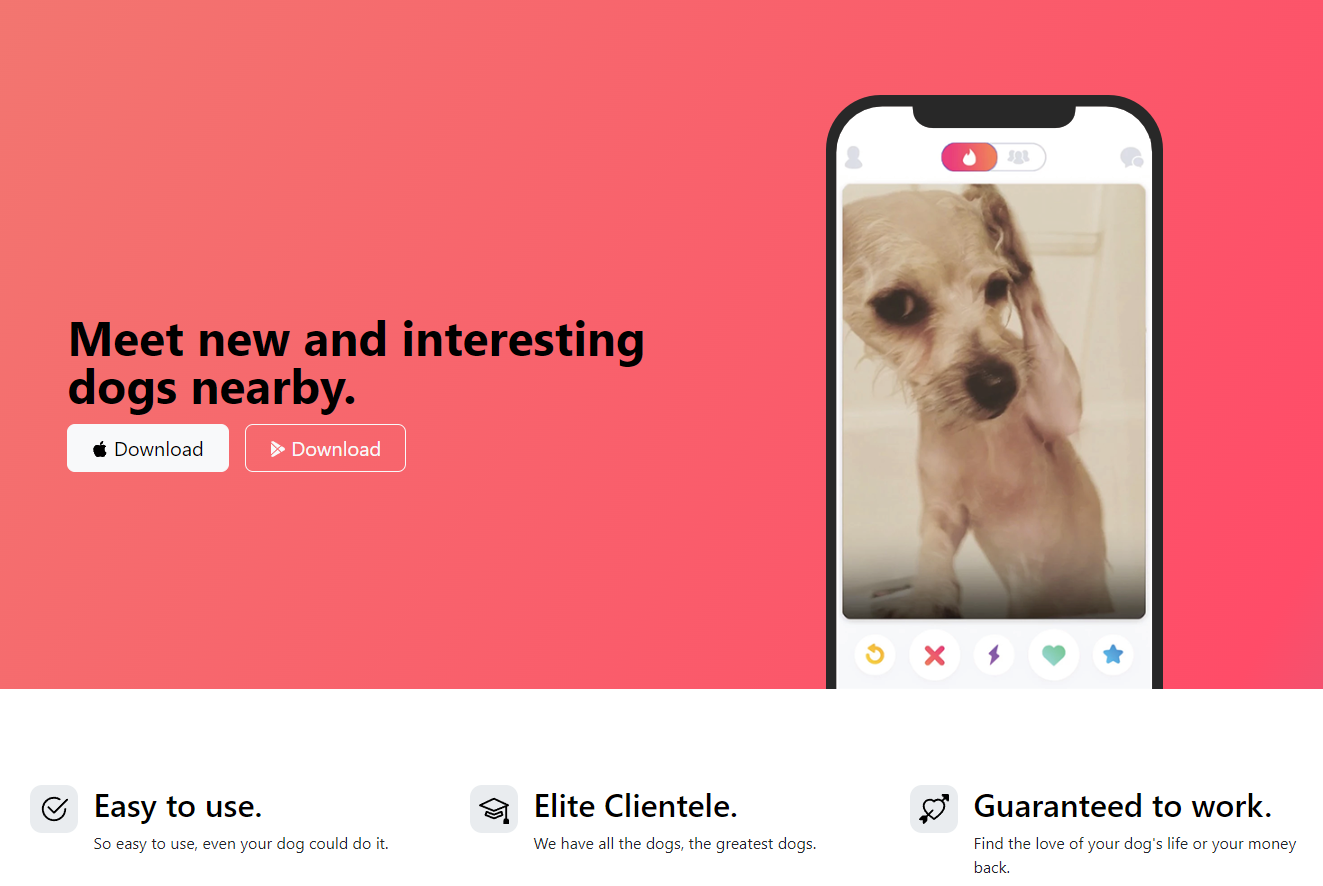 Meet new and interesting
dogs nearby.
Download
Download
Easy to use.
So easy to use, even your dog could do it.
Elite Clientele.
We have all the dogs, the greatest dogs.
Guaranteed to work.
Find the love of your dog's life or your money
back.